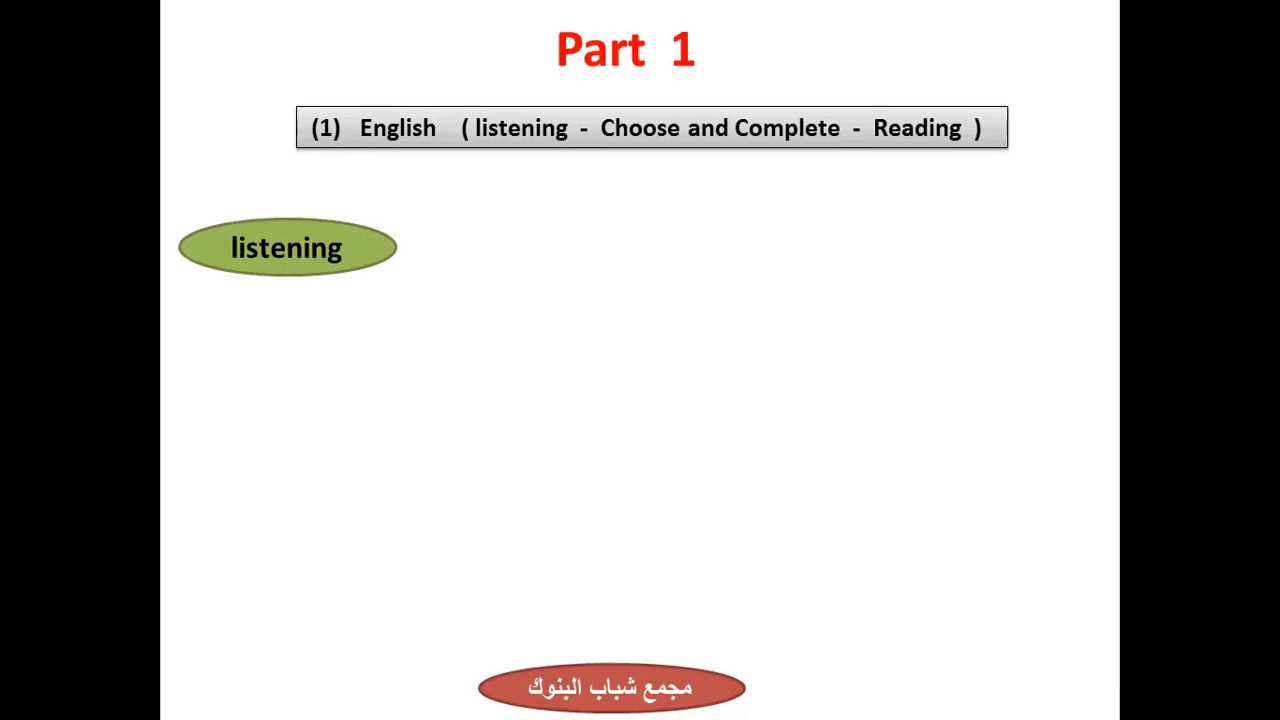 Part 1
(1) English ( listening - Choose and Complete - Reading )
listening
مجمع شباب البنوك